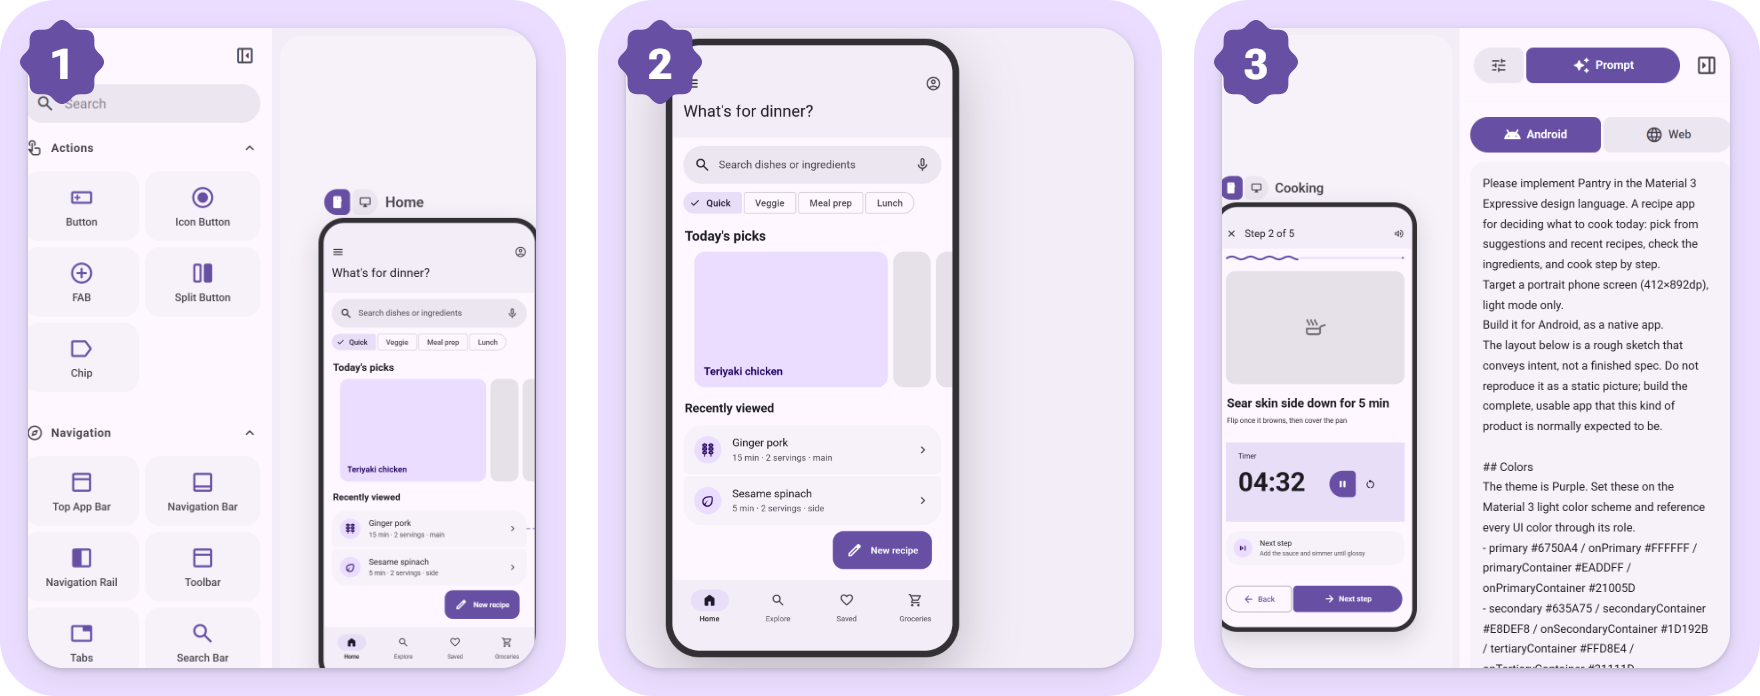 1
Search
Actions
Button
Icon Button
FAB
Split Button
Chip
Navigation
Top App Bar
Navigation Bar
Navigation Rail
Toolbar
Tabs
Search Bar
Home
What's for dinner?
Search dishes or ingredients
Quick
Veggie
Meal prep
Lunch
Today's picks
Teriyaki chicken
Recently viewed
Ginger pork
15 min · 2 servings · main
Sesame spinach
5 min · 2 servings · side
New recipe
Home
Explore
Saved
Groceries
2
What's for dinner?
Search dishes or ingredients
Quick
Veggie
Meal prep
Lunch
Today's picks
Teriyaki chicken
Recently viewed
Ginger pork
15 min · 2 servings · main
Sesame spinach
5 min · 2 servings · side
New recipe
Home
Explore
Saved
Groceries
3
Cooking
Step 2 of 5
Sear skin side down for 5 min
Flip once it browns, then cover the pan
Timer
04:32
Next step
Add the sauce and simmer until glossy
Back
Next step
Prompt
Android
Web
Please implement Pantry in the Material 3
Expressive design language. A recipe app
for deciding what to cook today: pick from
suggestions and recent recipes, check the
ingredients, and cook step by step.
Target a portrait phone screen (412×892dp),
light mode only.
Build it for Android, as a native app.
The layout below is a rough sketch that
conveys intent, not a finished spec. Do not
reproduce it as a static picture; build the
complete, usable app that this kind of
product is normally expected to be.
## Colors
The theme is Purple. Set these on the
Material 3 light color scheme and reference
every UI color through its role.
- primary #6750A4 / onPrimary #FFFFFF /
primaryContainer #EADDFF /
onPrimaryContainer #21005D
- secondary #635A75 / secondaryContainer
#E8DEF8 / onSecondaryContainer #1D192B
/ tertiaryContainer #FFD8E4 /